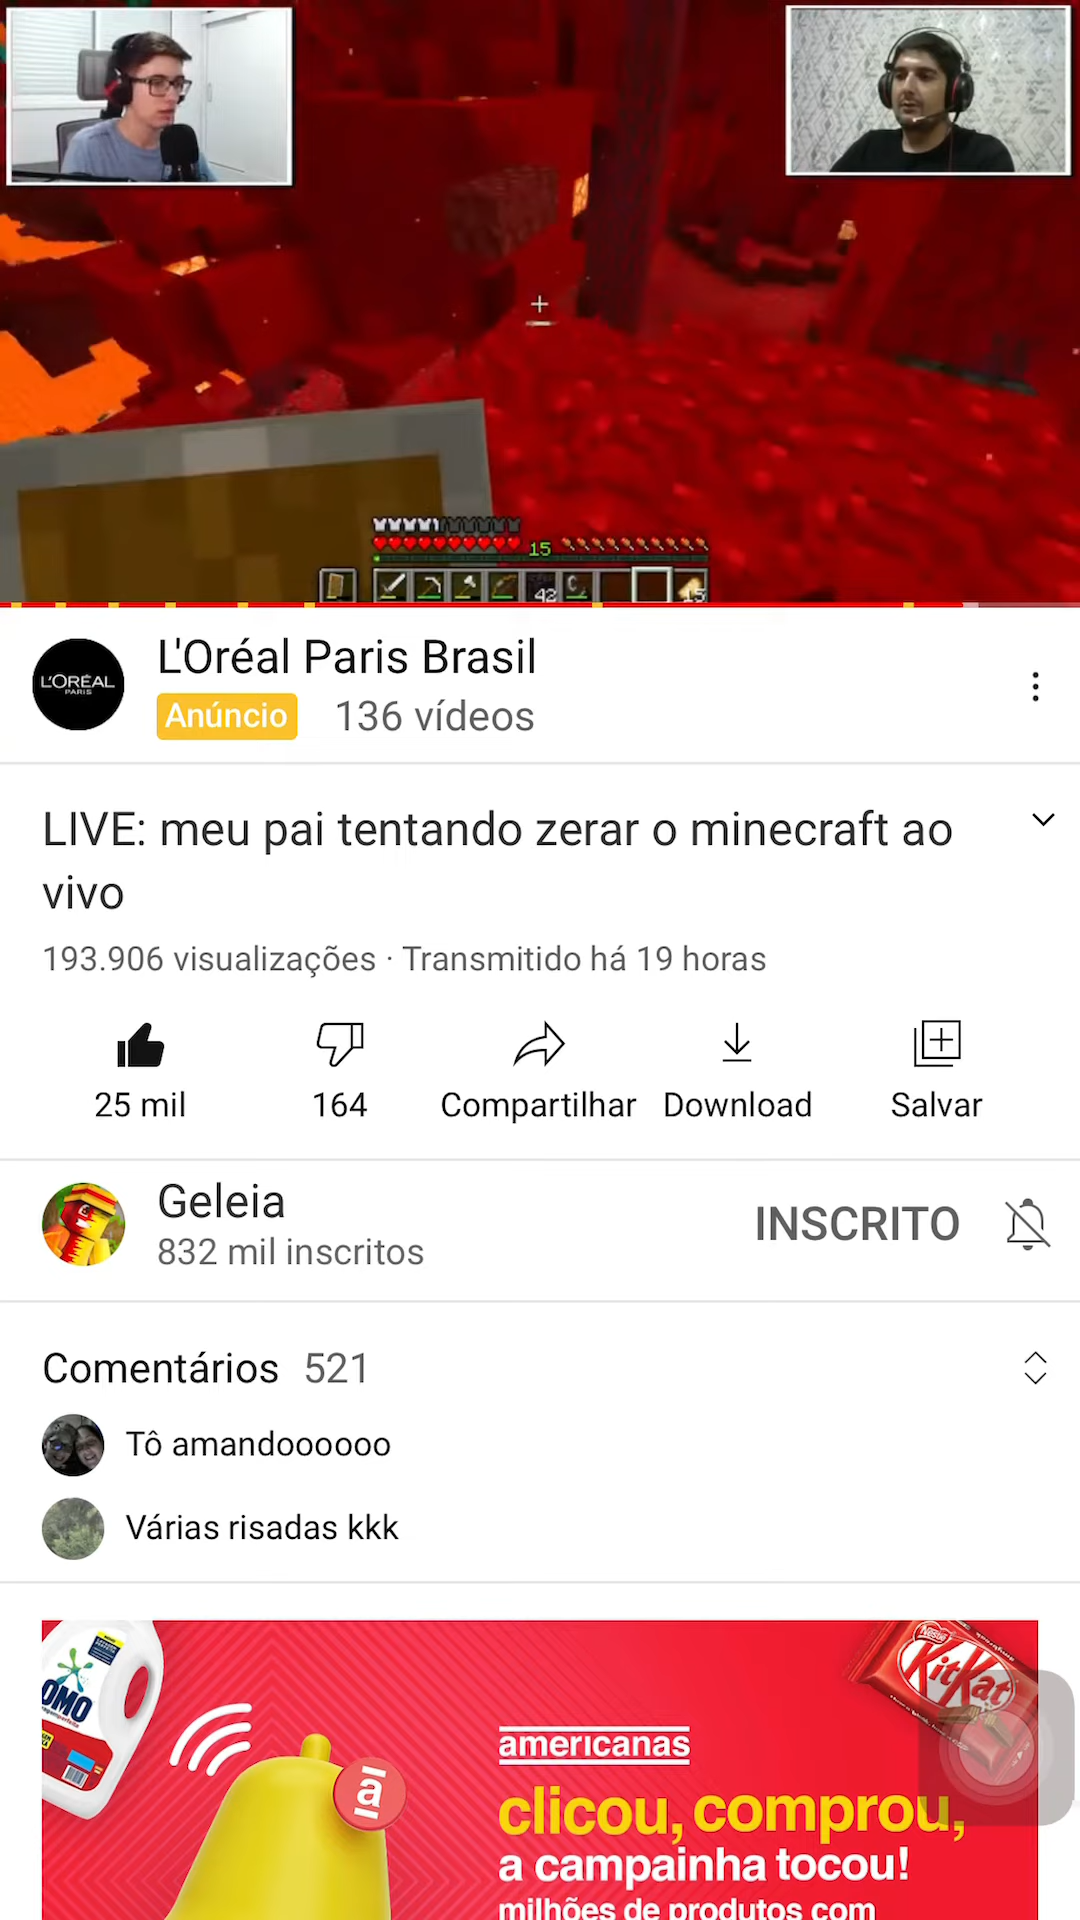 15
42
15
L'ORÉAL
PARIS
L'Oréal Paris Brasil
Anúncio 136 vídeos
LIVE: meu pai tentando zerar o minecraft ao
vivo
193.906 visualizações · Transmitido há 19 horas
25 mil
164
Compartilhar
Download
Salvar
Geleia
832 mil inscritos
INSCRITO
Comentários 521
Tô amandoooooo
Várias risadas kkk
OMO
Nestlé
KitKat
a
americanas
clicou, comprou,
a campainha tocou!
milhões de produtos com